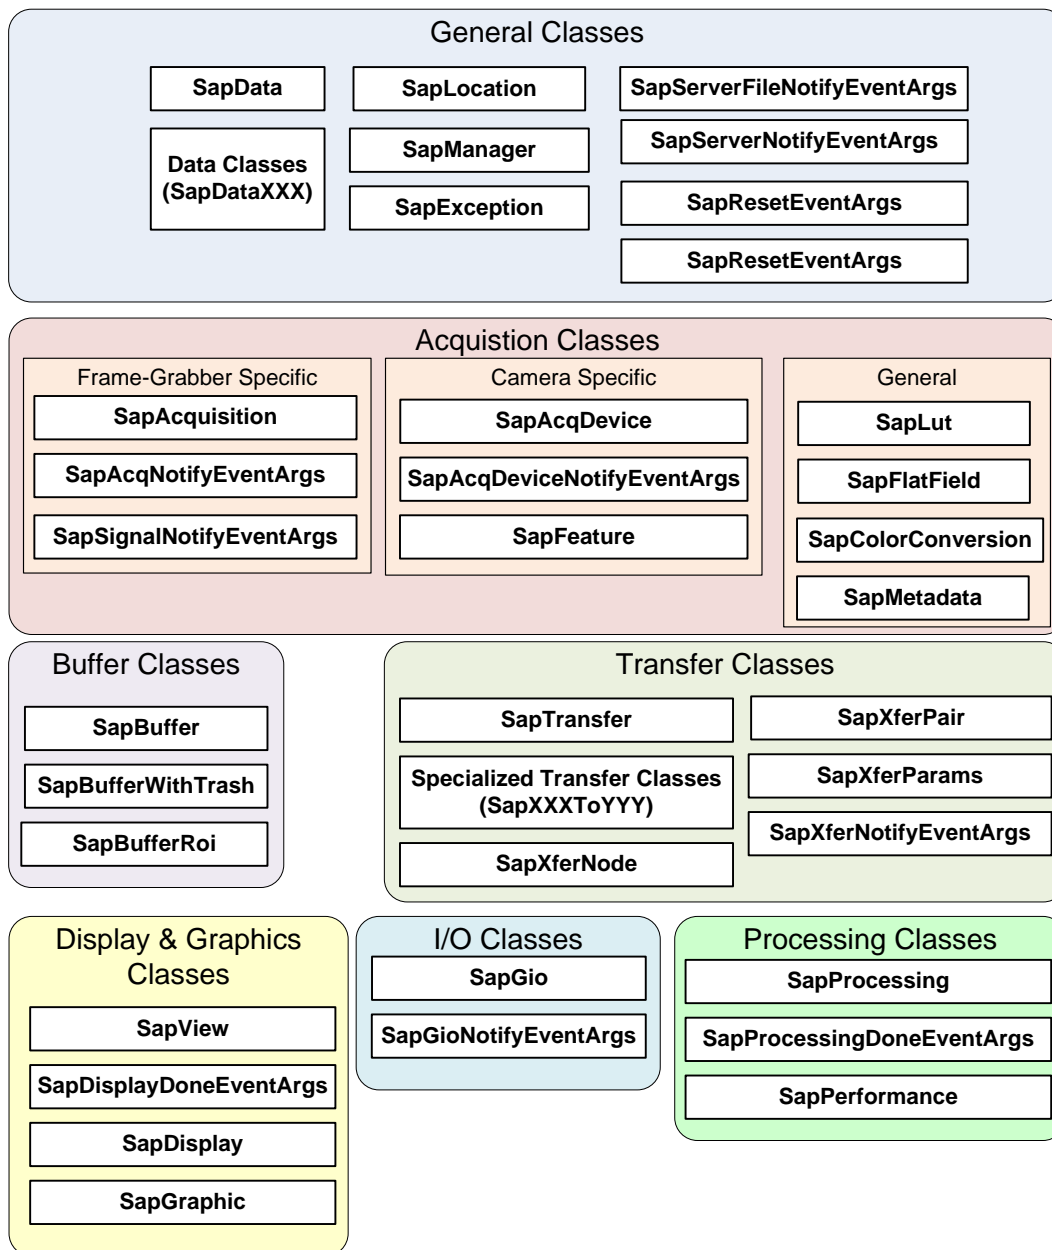 General Classes
SapData
Data Classes
(SapDataXXX)
SapLocation
SapManager
SapException
SapServerFileNotifyEventArgs
SapServerNotifyEventArgs
SapResetEventArgs
SapResetEventArgs
Acquistion Classes
Frame-Grabber Specific
SapAcquisition
SapAcqNotifyEventArgs
SapSignalNotifyEventArgs
Camera Specific
SapAcqDevice
SapAcqDeviceNotifyEventArgs
SapFeature
General
SapLut
SapFlatField
SapColorConversion
SapMetadata
Buffer Classes
SapBuffer
SapBufferWithTrash
SapBufferRoi
Transfer Classes
SapTransfer
Specialized Transfer Classes
(SapXXXToYYY)
SapXferNode
SapXferPair
SapXferParams
SapXferNotifyEventArgs
Display & Graphics
Classes
SapView
SapDisplayDoneEventArgs
SapDisplay
SapGraphic
I/O Classes
SapGio
SapGioNotifyEventArgs
Processing Classes
SapProcessing
SapProcessingDoneEventArgs
SapPerformance